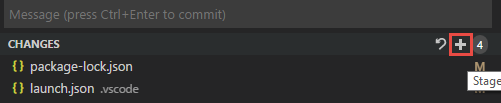 Message (press Ctrl+Enter to commit)
CHANGES 4
{ } package-lock.json M
{ } launch.json .vscode
Stage